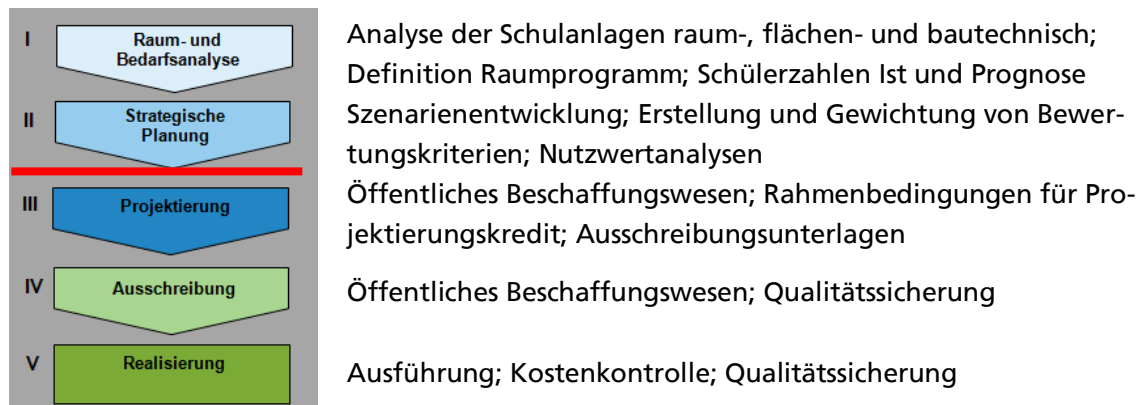 I
Raum- und
Bedarfsanalyse
Analyse der Schulanlagen raum-, flächen- und bautechnisch;
Definition Raumprogramm; Schülerzahlen Ist und Prognose
II
Strategische
Planung
Szenarienentwicklung; Erstellung und Gewichtung von Bewer-
tungskriterien; Nutzwertanalysen
III
Projektierung
Öffentliches Beschaffungswesen; Rahmenbedingungen für Pro-
jektierungskredit; Ausschreibungsunterlagen
IV
Ausschreibung
Öffentliches Beschaffungswesen; Qualitätssicherung
V
Realisierung
Ausführung; Kostenkontrolle; Qualitätssicherung